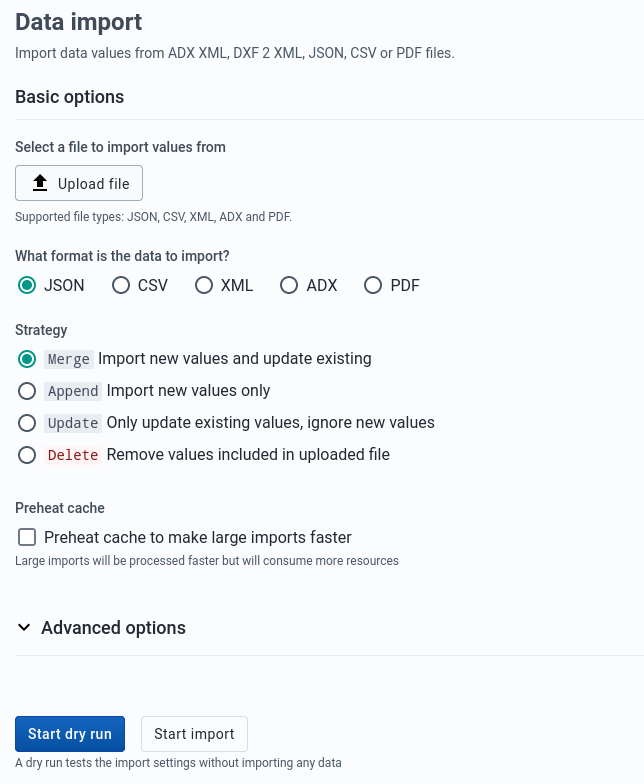 Data import
Import data values from ADX XML, DXF 2 XML, JSON, CSV or PDF files.
Basic options
Select a file to import values from
Upload file
Supported file types: JSON, CSV, XML, ADX and PDF.
What format is the data to import?
JSON CSV XML ADX PDF
Strategy
Merge Import new values and update existing
Append Import new values only
Update Only update existing values, ignore new values
Delete Remove values included in uploaded file
Preheat cache
Preheat cache to make large imports faster
Large imports will be processed faster but will consume more resources
Advanced options
Start dry run Start import
A dry run tests the import settings without importing any data